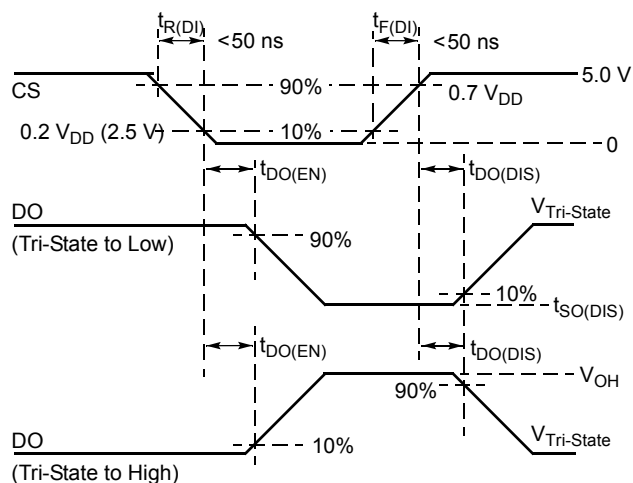 tR(DI) <50 ns tF(DI) <50 ns
5.0 V
CS 90% 0.7 VDD
0.2 VDD (2.5 V) 10% 0
tDO(EN) tDO(DIS)
DO VTri-State
(Tri-State to Low) 90%
10%
tSO(DIS)
tDO(EN) tDO(DIS)
VOH
90%
DO 10% VTri-State
(Tri-State to High)